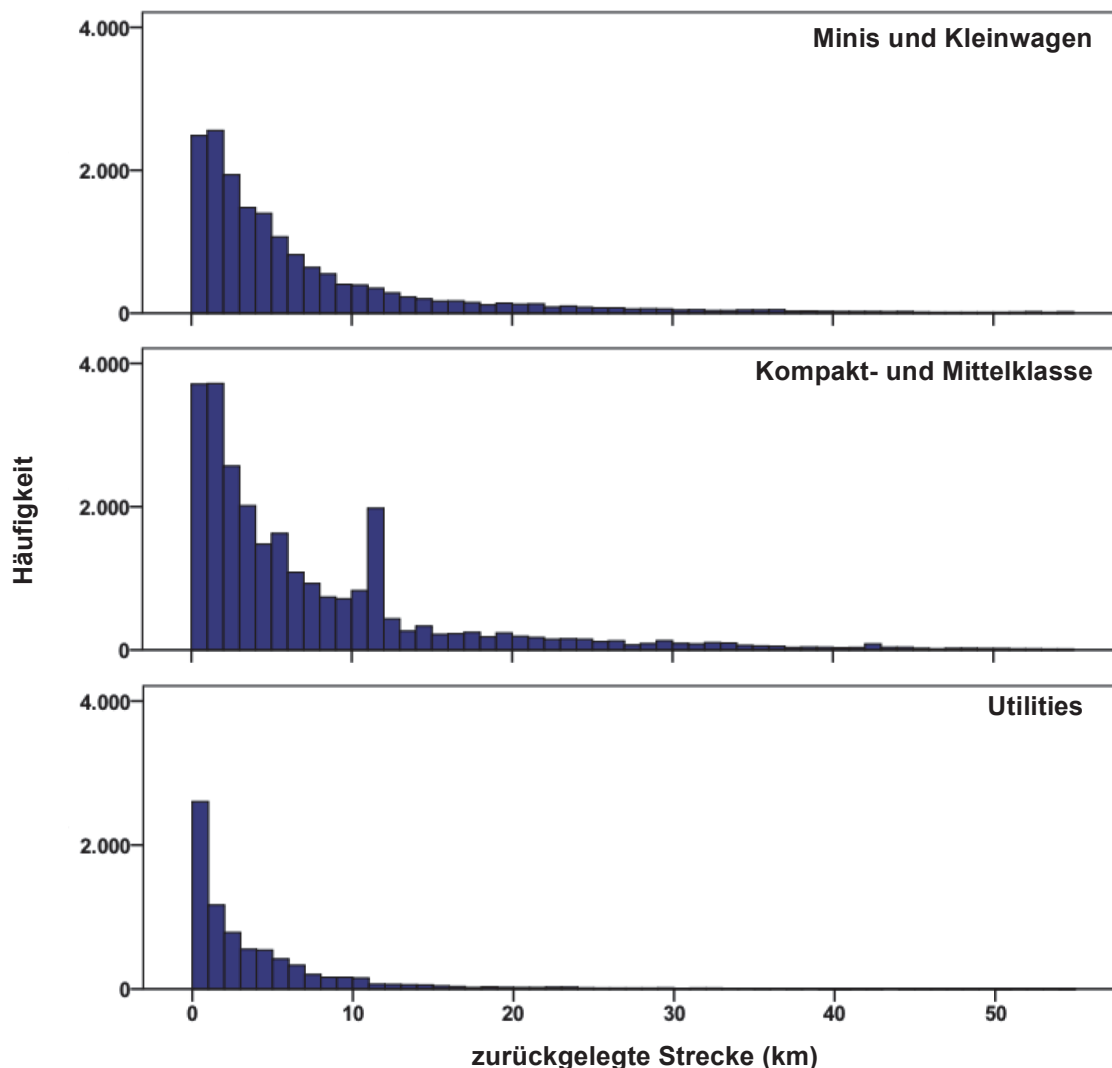 4.000
Minis und Kleinwagen
2.000
0
4.000
Kompakt- und Mittelklasse
Häufigkeit
2.000
0
4.000
Utilities
2.000
0
0 10 20 30 40 50
zurückgelegte Strecke (km)